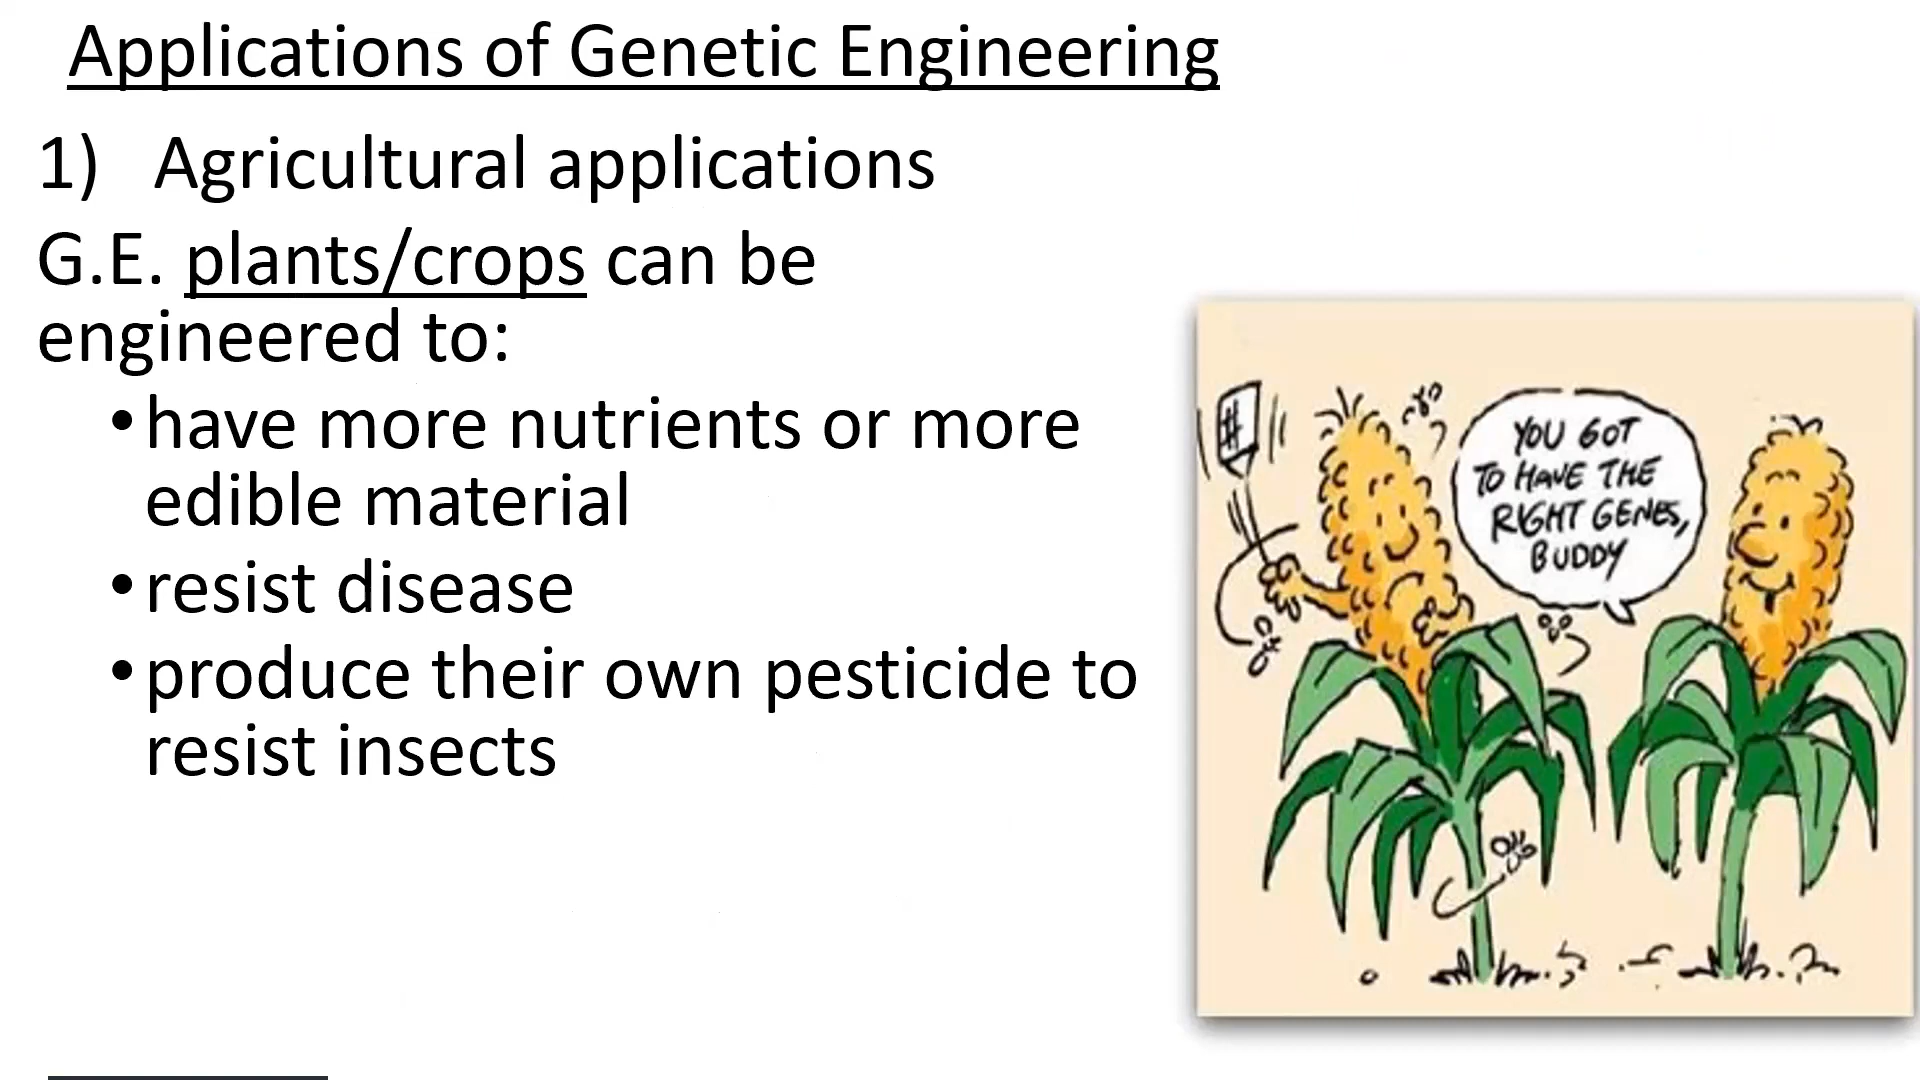 Applications of Genetic Engineering
1) Agricultural applications
G.E. plants/crops can be
engineered to:
•have more nutrients or more
edible material
•resist disease
•produce their own pesticide to
resist insects
YOU GOT
TO HAVE THE
RIGHT GENES,
BUDDY